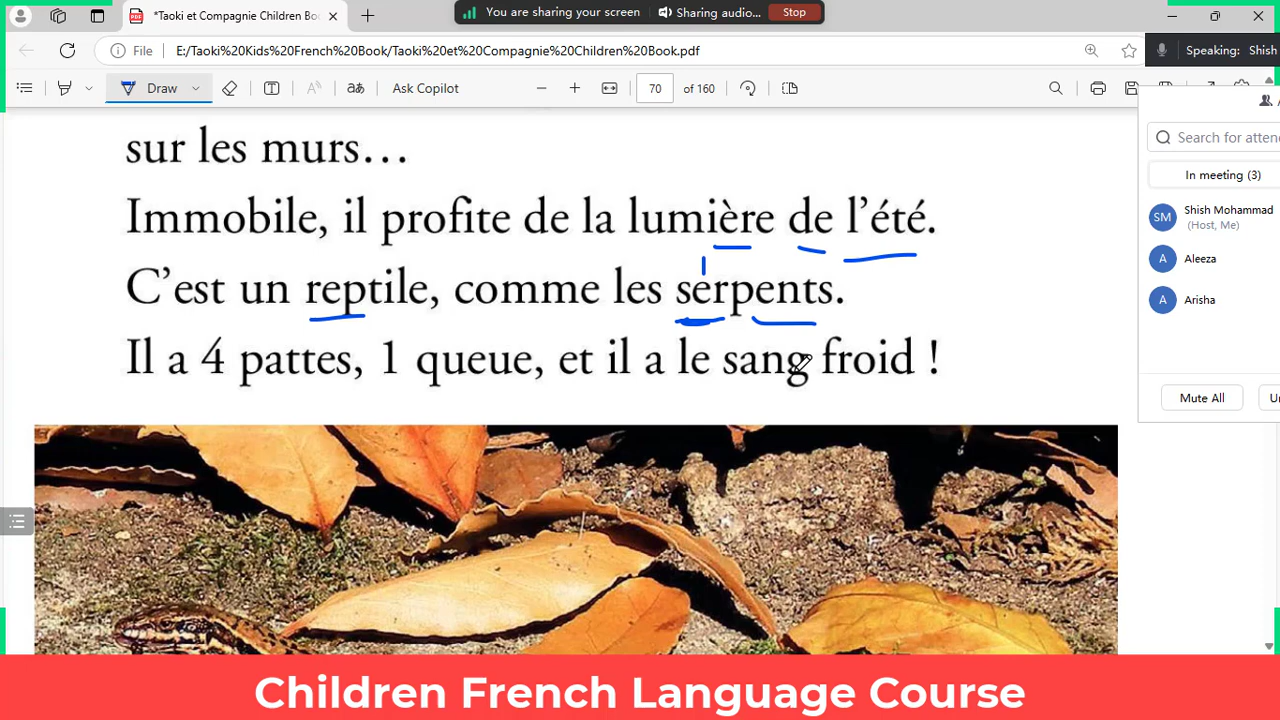 *Taoki et Compagnie Children Bo
You are sharing your screen
Sharing audio...
Stop
File
E:/Taoki%20Kids%20French%20Book/Taoki%20et%20Compagnie%20Children%20Book.pdf
Speaking: Shish
Draw
Ask Copilot
70 of 160
Search for atten
In meeting (3)
SM
Shish Mohammad
(Host, Me)
A
Aleeza
A
Arisha
Mute All
sur les murs…
Immobile, il profite de la lumière de l’été.
C’est un reptile, comme les serpents.
Il a 4 pattes, 1 queue, et il a le sang froid !
Children French Language Course